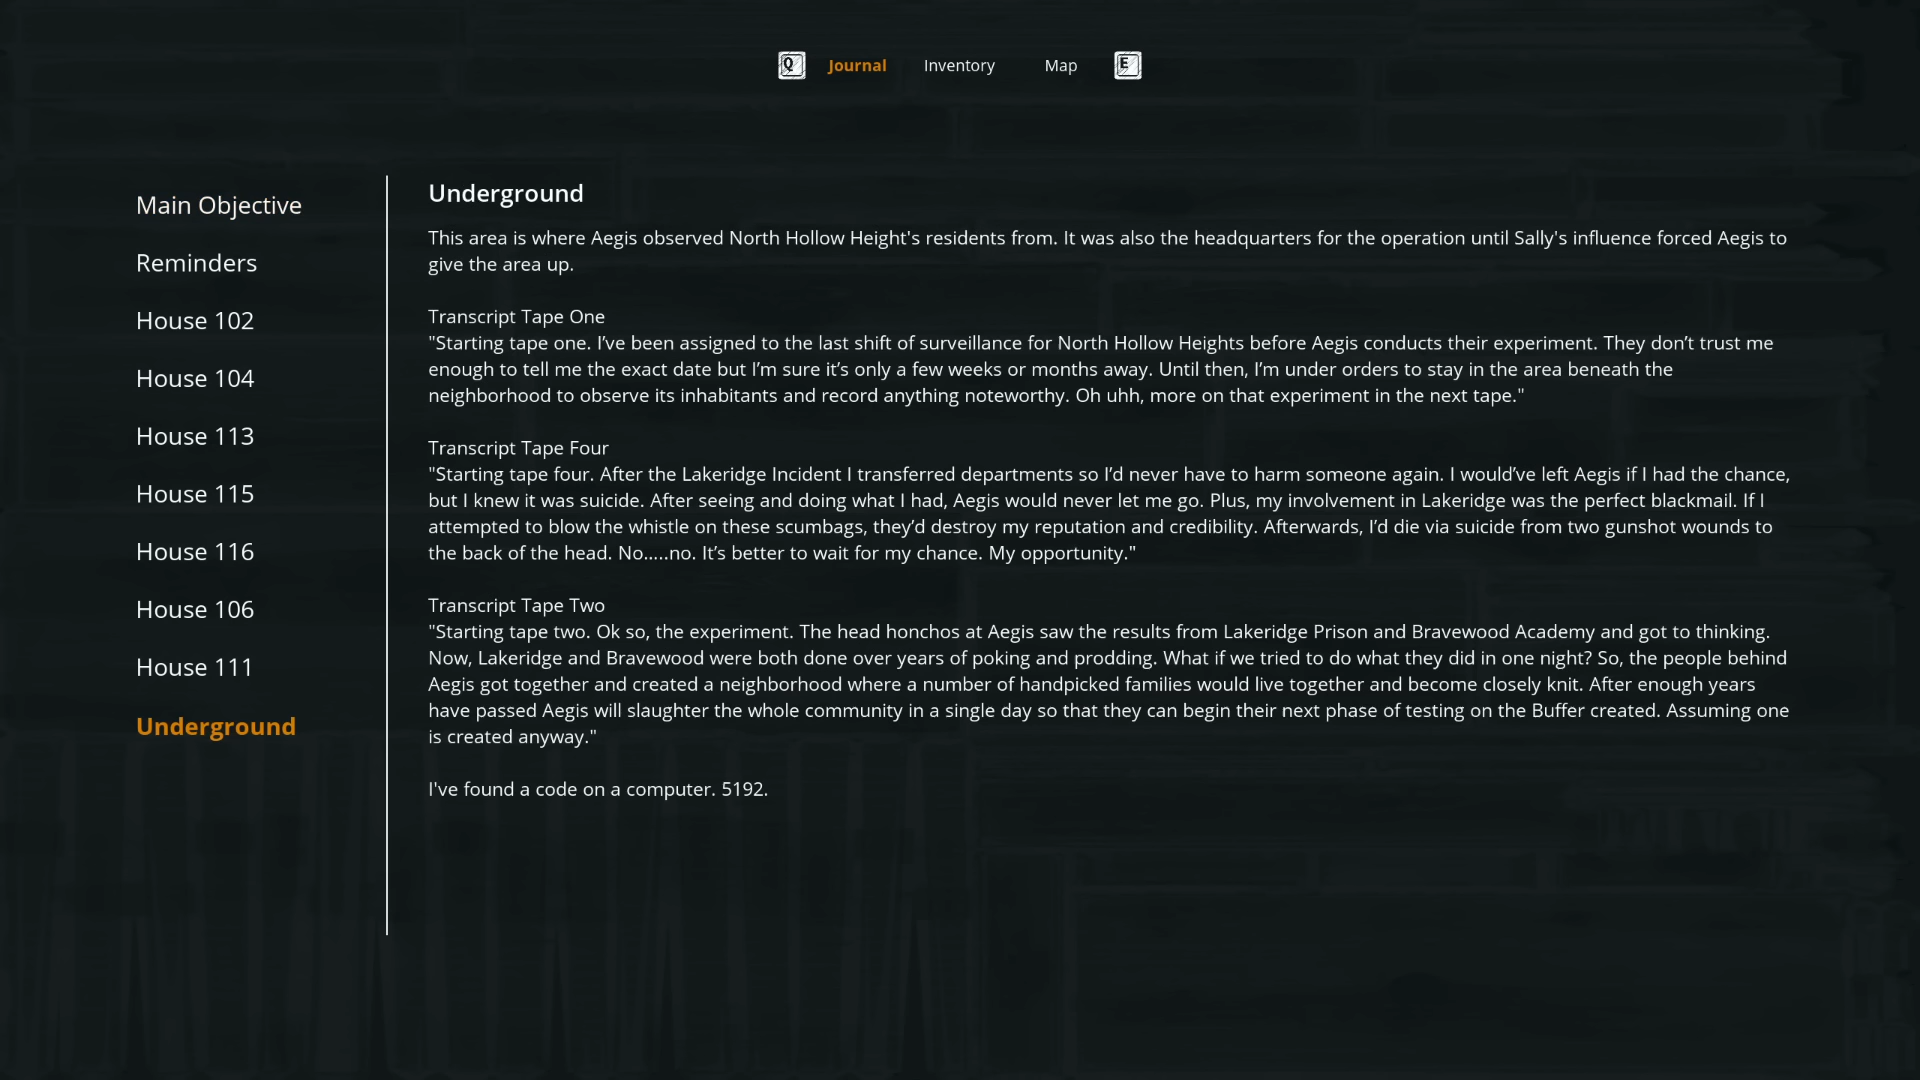 Q Journal Inventory Map E
Main Objective
Reminders
House 102
House 104
House 113
House 115
House 116
House 106
House 111
Underground
Underground
This area is where Aegis observed North Hollow Height's residents from. It was also the headquarters for the operation until Sally's influence forced Aegis to
give the area up.
Transcript Tape One
"Starting tape one. I’ve been assigned to the last shift of surveillance for North Hollow Heights before Aegis conducts their experiment. They don’t trust me
enough to tell me the exact date but I’m sure it’s only a few weeks or months away. Until then, I’m under orders to stay in the area beneath the
neighborhood to observe its inhabitants and record anything noteworthy. Oh uhh, more on that experiment in the next tape."
Transcript Tape Four
"Starting tape four. After the Lakeridge Incident I transferred departments so I’d never have to harm someone again. I would’ve left Aegis if I had the chance,
but I knew it was suicide. After seeing and doing what I had, Aegis would never let me go. Plus, my involvement in Lakeridge was the perfect blackmail. If I
attempted to blow the whistle on these scumbags, they’d destroy my reputation and credibility. Afterwards, I’d die via suicide from two gunshot wounds to
the back of the head. No.....no. It’s better to wait for my chance. My opportunity."
Transcript Tape Two
"Starting tape two. Ok so, the experiment. The head honchos at Aegis saw the results from Lakeridge Prison and Bravewood Academy and got to thinking.
Now, Lakeridge and Bravewood were both done over years of poking and prodding. What if we tried to do what they did in one night? So, the people behind
Aegis got together and created a neighborhood where a number of handpicked families would live together and become closely knit. After enough years
have passed Aegis will slaughter the whole community in a single day so that they can begin their next phase of testing on the Buffer created. Assuming one
is created anyway."
I've found a code on a computer. 5192.